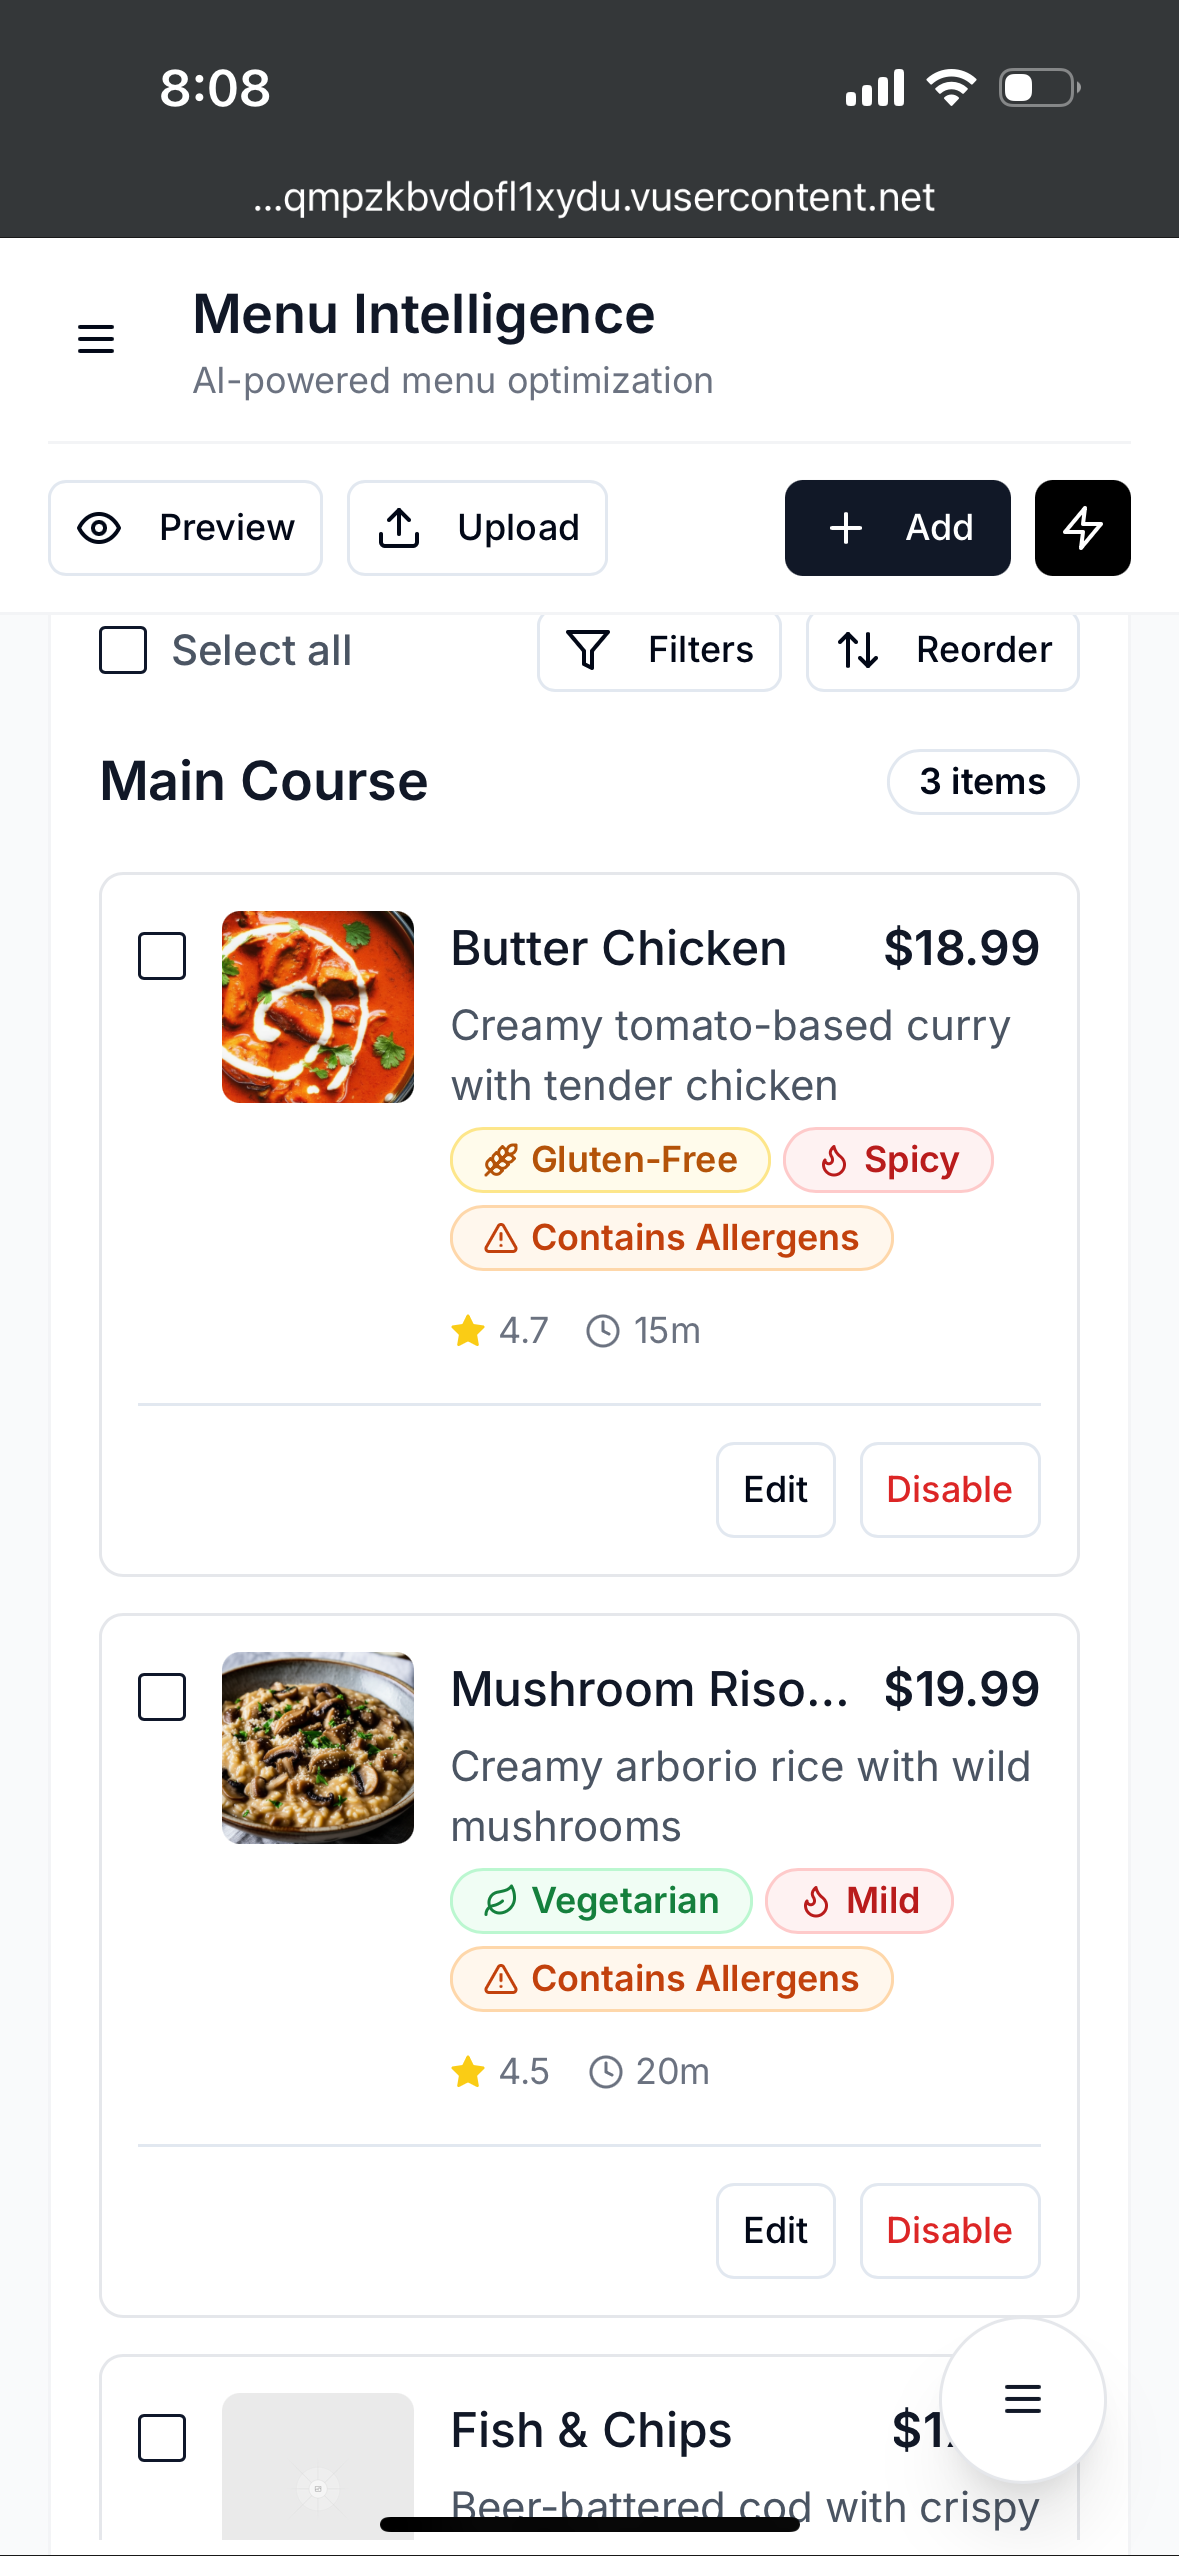 8:08
...qmpzkbvdofl1xydu.vusercontent.net
Menu Intelligence
AI-powered menu optimization
Preview
Upload
Add
Select all
Filters
Reorder
Main Course
3 items
Butter Chicken $18.99
Creamy tomato-based curry
with tender chicken
Gluten-Free
Spicy
Contains Allergens
4.7 15m
Edit
Disable
Mushroom Riso... $19.99
Creamy arborio rice with wild
mushrooms
Vegetarian
Mild
Contains Allergens
4.5 20m
Edit
Disable
Fish & Chips
Beer-battered cod with crispy